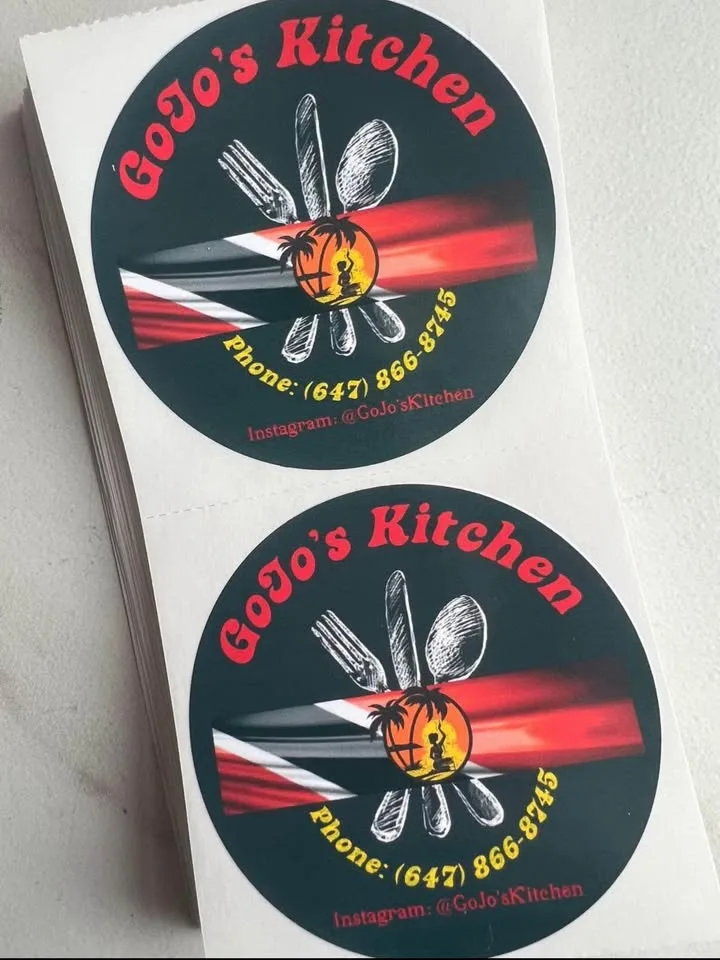 GoJo's Kitchen
Phone: (647) 866-8745
Instagram: @GoJo'sKitchen
GoJo's Kitchen
Phone: (647) 866-8745
Instagram: @GoJo'sKitchen